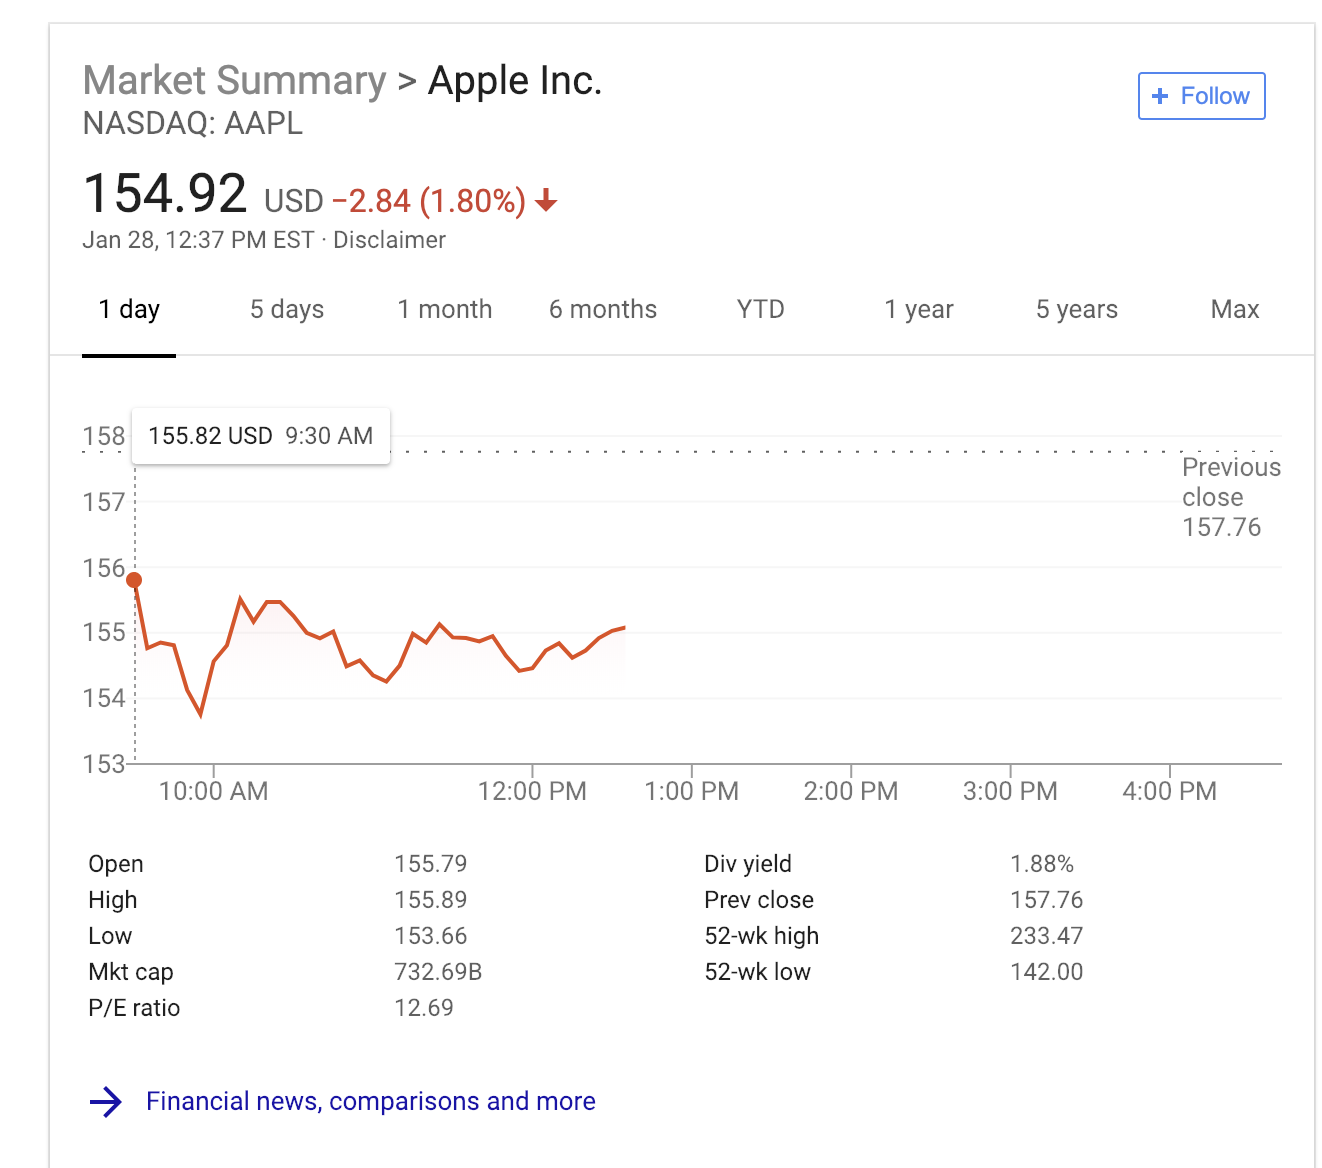 Market Summary > Apple Inc.
NASDAQ: AAPL
+ Follow
154.92 USD −2.84 (1.80%)
Jan 28, 12:37 PM EST · Disclaimer
1 day 5 days 1 month 6 months YTD 1 year 5 years Max
158
155.82 USD 9:30 AM
Previous
close
157.76
157
156
155
154
153
10:00 AM 12:00 PM 1:00 PM 2:00 PM 3:00 PM 4:00 PM
Open 155.79 Div yield 1.88%
High 155.89 Prev close 157.76
Low 153.66 52-wk high 233.47
Mkt cap 732.69B 52-wk low 142.00
P/E ratio 12.69
Financial news, comparisons and more